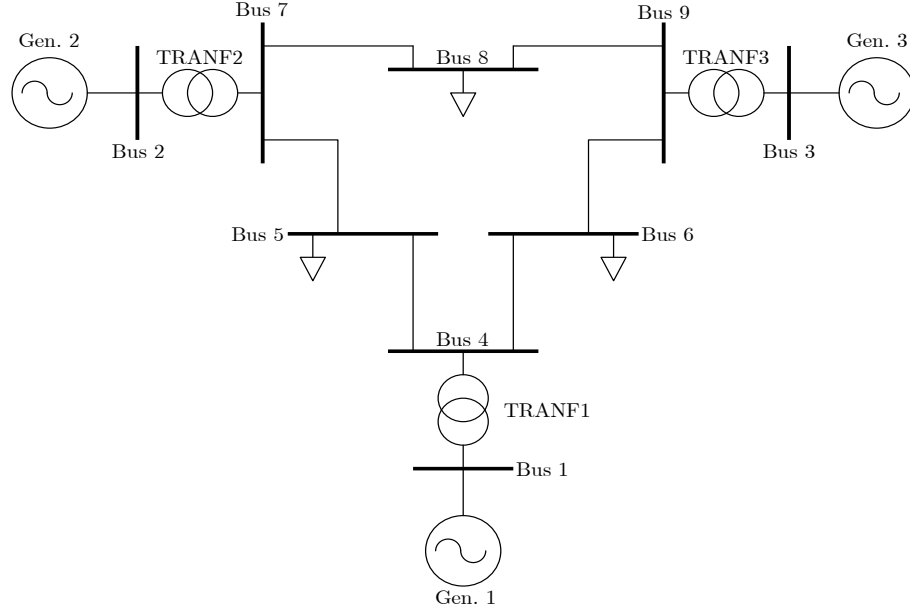 Bus 7
Bus 9
Gen. 2
TRANF2
Bus 8
TRANF3
Gen. 3
Bus 2
Bus 3
Bus 5
Bus 6
Bus 4
TRANF1
Bus 1
Gen. 1